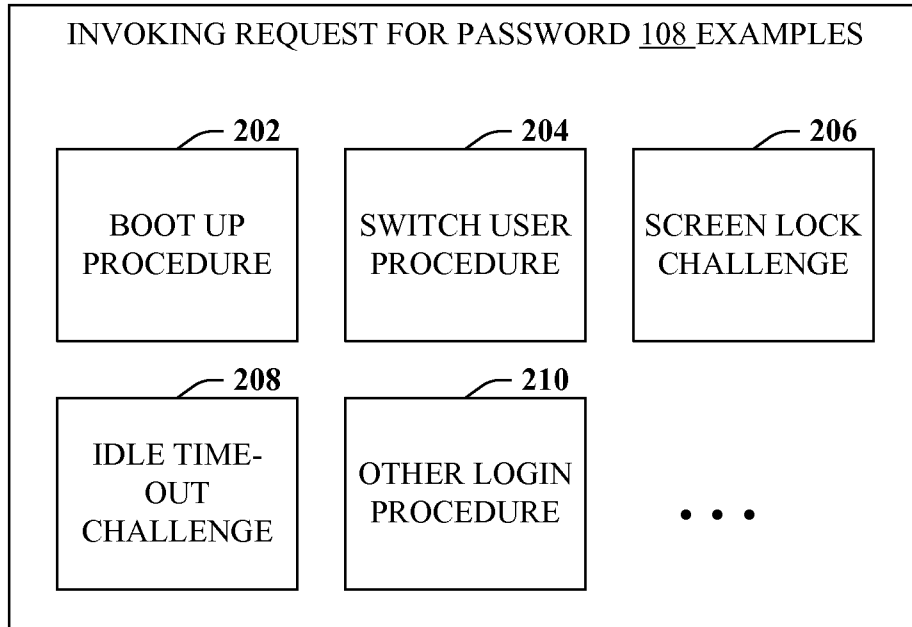 INVOKING REQUEST FOR PASSWORD 108 EXAMPLES
202
BOOT UP
PROCEDURE
204
SWITCH USER
PROCEDURE
206
SCREEN LOCK
CHALLENGE
208
IDLE TIME-
OUT
CHALLENGE
210
OTHER LOGIN
PROCEDURE
• • •